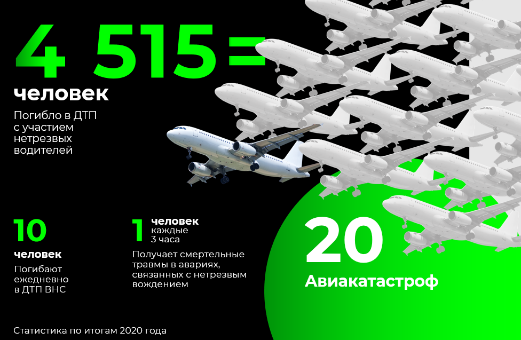 4 515 =
человек
Погибло в ДТП
с участием
нетрезвых
водителей
10
человек
Погибают
ежедневно
в ДТП ВНС
1 человек
каждые
3 часа
Получает смертельные
травмы в авариях,
связанных с нетрезвым
вождением
20
Авиакатастроф
Статистика по итогам 2020 года